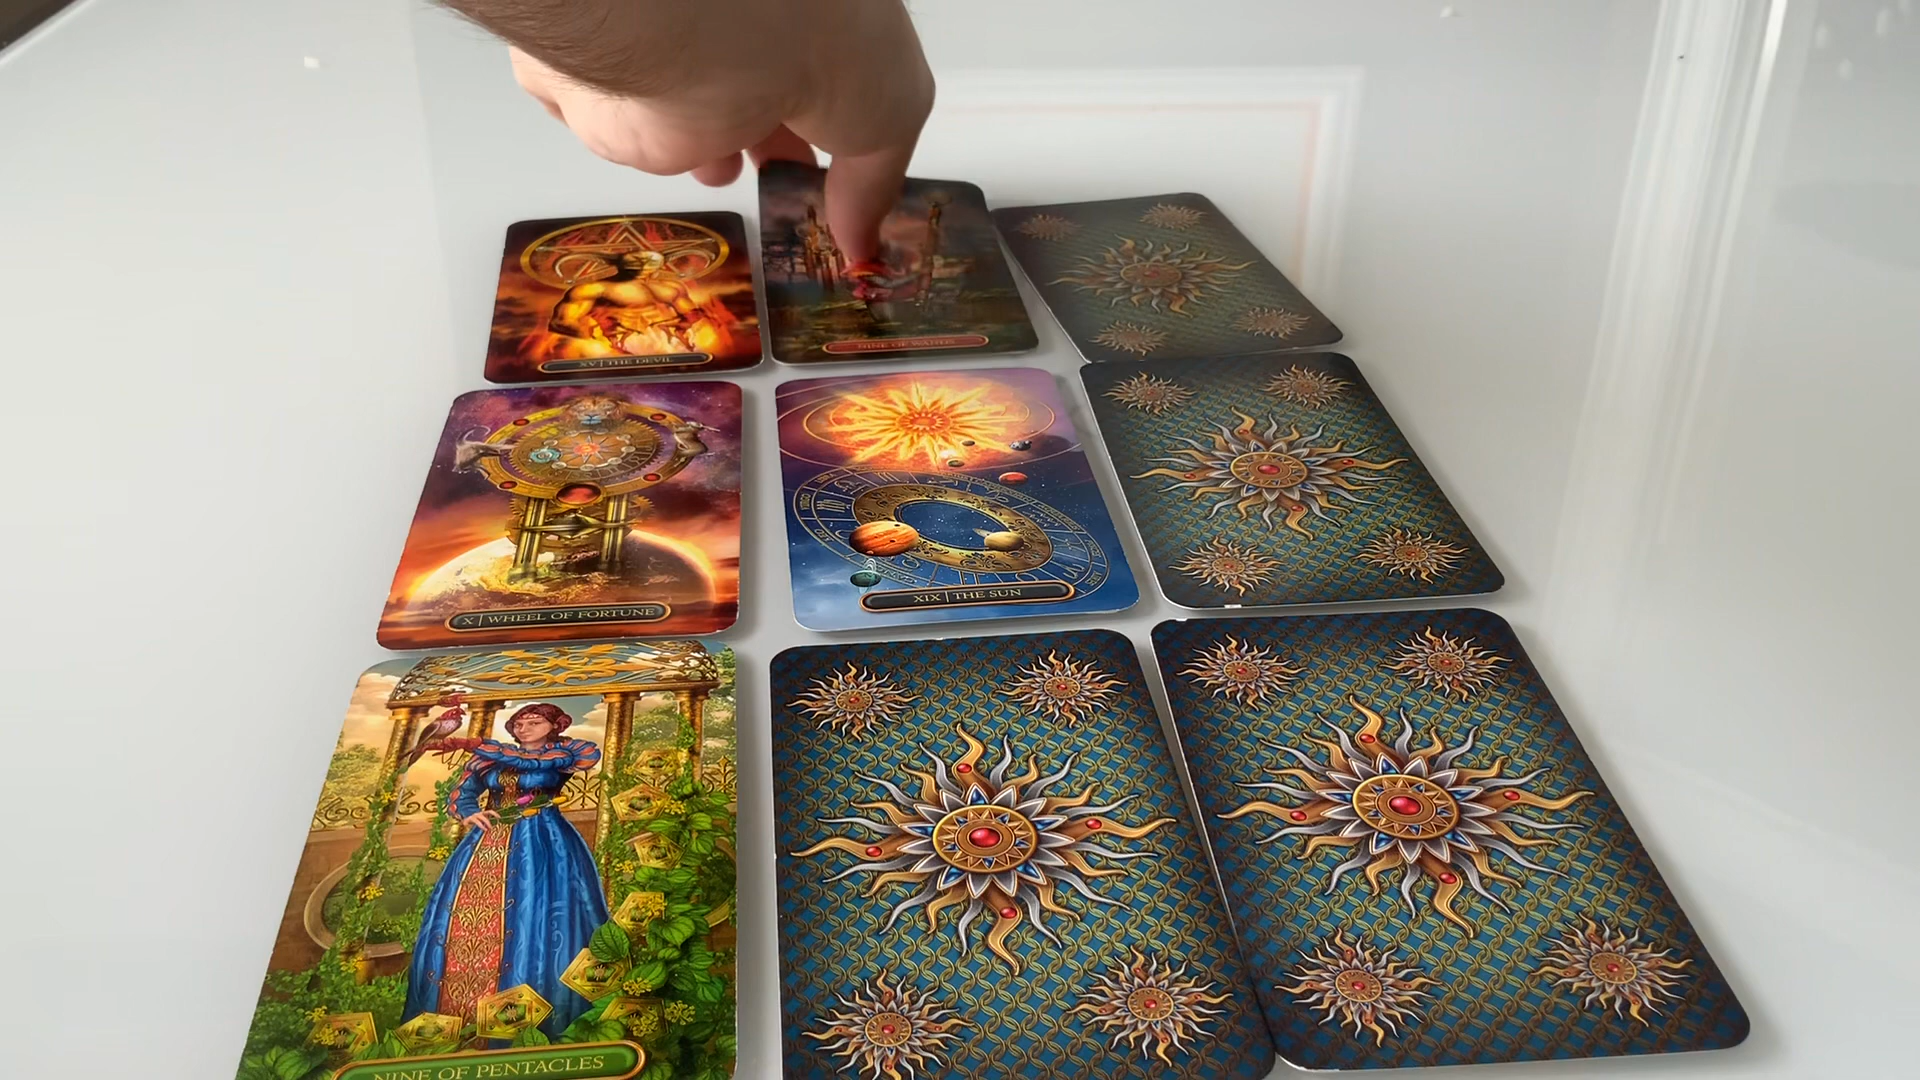 XV | THE DEVIL
NINE OF WANDS
X | WHEEL OF FORTUNE
XIX | THE SUN
NINE OF PENTACLES